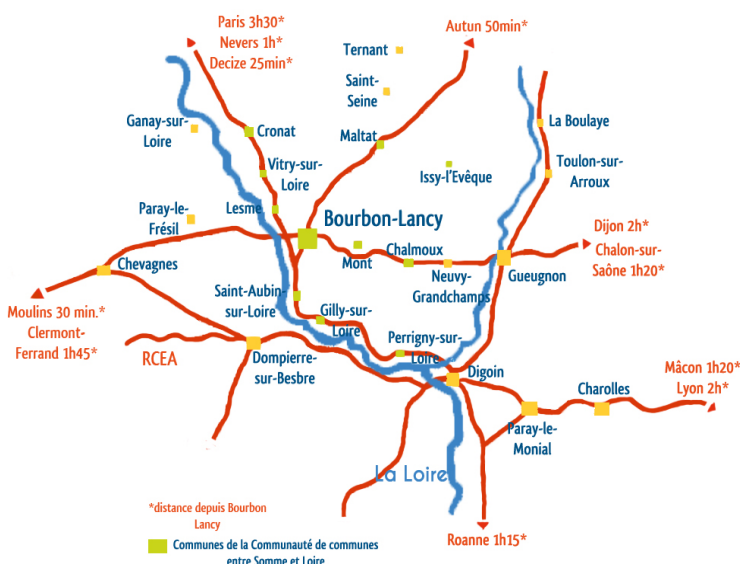 Paris 3h30*
Nevers 1h*
Decize 25min*
Autun 50min*
Ternant
Saint-
Seine
Ganay-sur-
Loire
Cronat
Maltat
La Boulaye
Vitry-sur-
Loire
Issy-l'Evêque
Toulon-sur-
Arroux
Paray-le-
Frésil
Lesme
Bourbon-Lancy
Dijon 2h*
Chalon-sur-
Saône 1h20*
Mont
Chalmoux
Chevagnes
Neuvy-
Grandchamps
Gueugnon
Moulins 30 min.*
Clermont-
Ferrand 1h45*
Saint-Aubin-
sur-Loire
Gilly-sur-
Loire
Perrigny-sur-
Loire
RCEA
Dompierre-
sur-Besbre
Digoin
Mâcon 1h20*
Lyon 2h*
Charolles
Paray-le-
Monial
La Loire
*distance depuis Bourbon
Lancy
Roanne 1h15*
Communes de la Communauté de communes
entre Somme et Loire